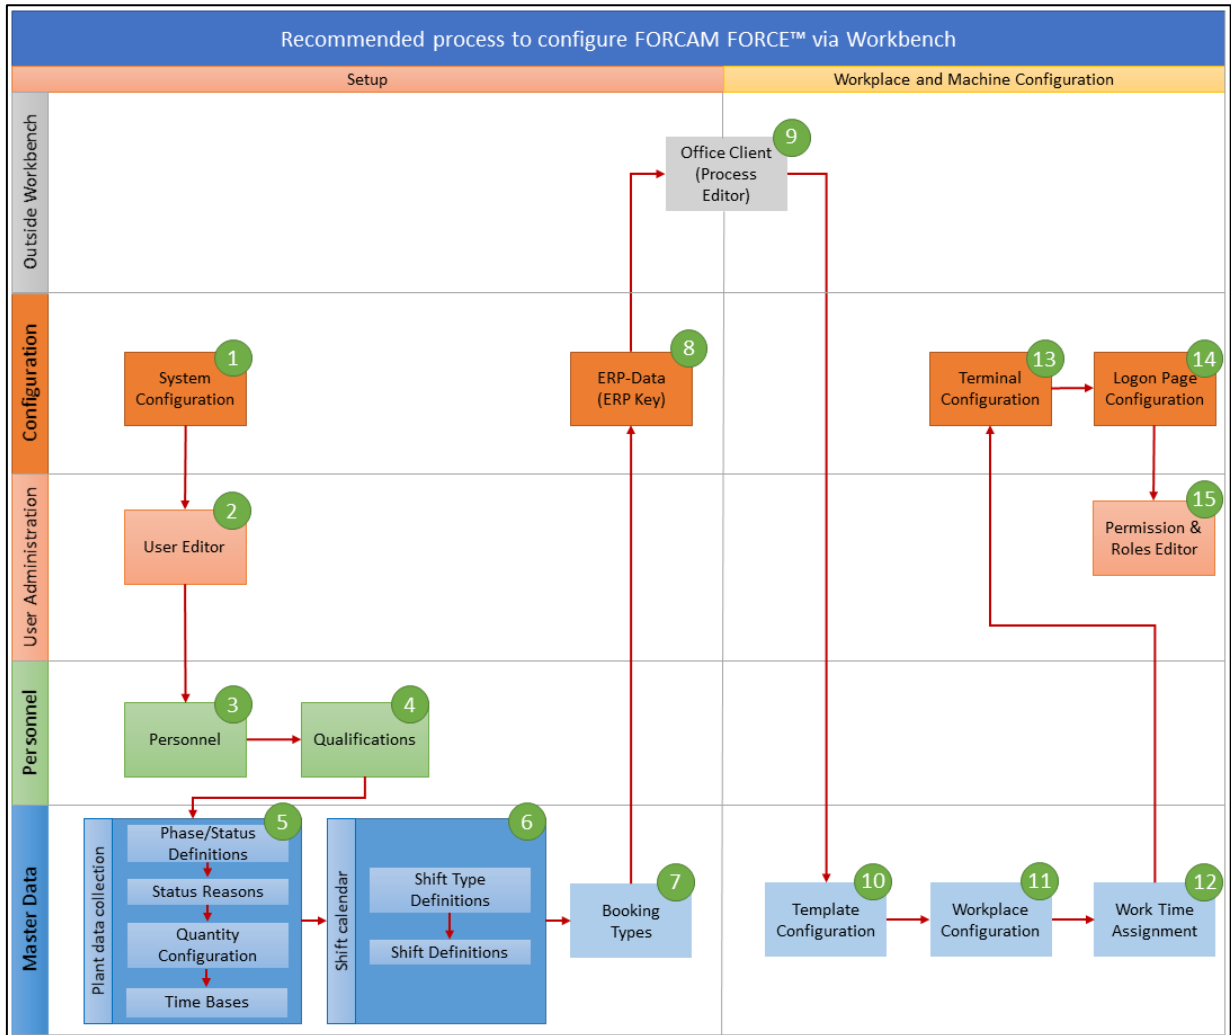 Recommended process to configure FORCAM FORCE™ via Workbench
Setup
Workplace and Machine Configuration
Outside Workbench
9
Office Client
(Process
Editor)
Configuration
1
System
Configuration
8
ERP-Data
(ERP Key)
13
Terminal
Configuration
14
Logon Page
Configuration
User Administration
2
User Editor
15
Permission &
Roles Editor
Personnel
3
Personnel
4
Qualifications
Master Data
Plant data collection
5
Phase/Status
Definitions
Status Reasons
Quantity
Configuration
Time Bases
Shift calendar
6
Shift Type
Definitions
Shift Definitions
7
Booking
Types
10
Template
Configuration
11
Workplace
Configuration
12
Work Time
Assignment